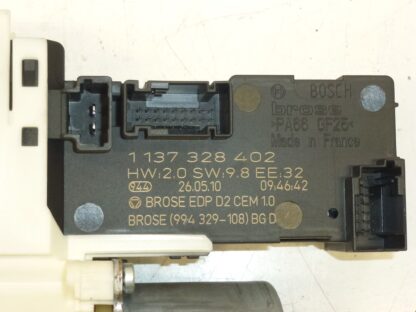 BOSCH
brose
>PA66 GF25<
Made in France
1 137 328 402
HW:2.0 SW:9.8 EE:32
944 26.05.10 09:46:42
BROSE EDP D2 CEM 1.0
BROSE (994 329-108) BG D